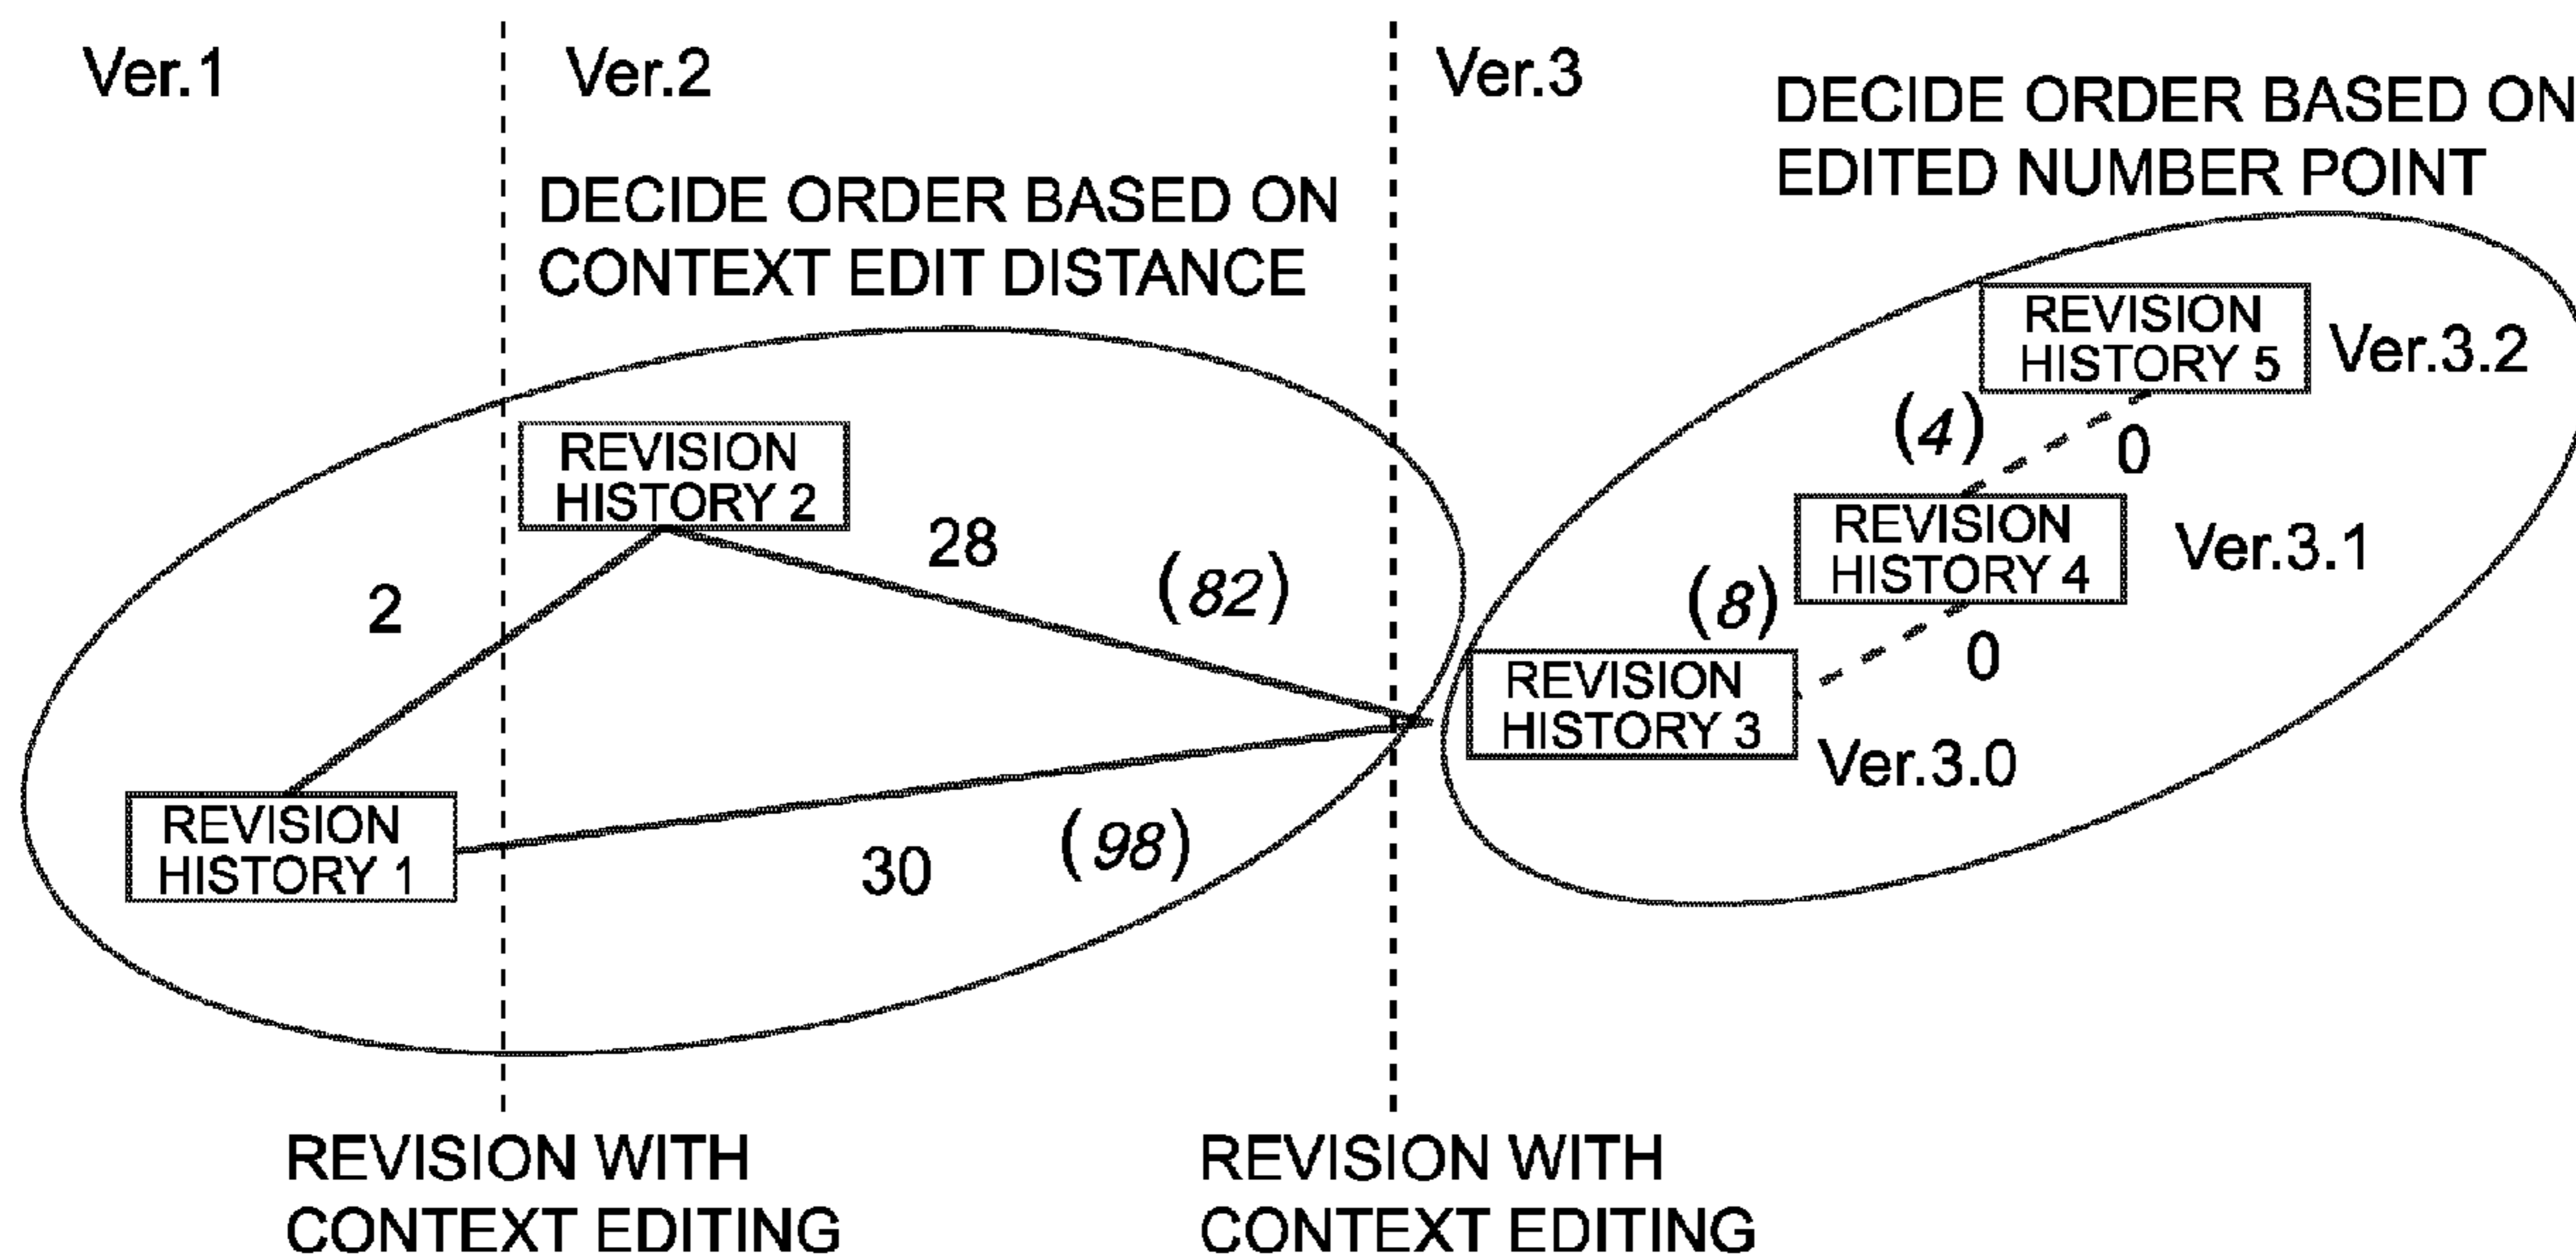 Ver.1
Ver.2
Ver.3
DECIDE ORDER BASED ON
EDITED NUMBER POINT
DECIDE ORDER BASED ON
CONTEXT EDIT DISTANCE
REVISION
HISTORY 5
Ver.3.2
(4)
0
REVISION
HISTORY 2
REVISION
HISTORY 4
Ver.3.1
28
(82)
2
(8)
0
REVISION
HISTORY 3
Ver.3.0
REVISION
HISTORY 1
30
(98)
REVISION WITH
CONTEXT EDITING
REVISION WITH
CONTEXT EDITING